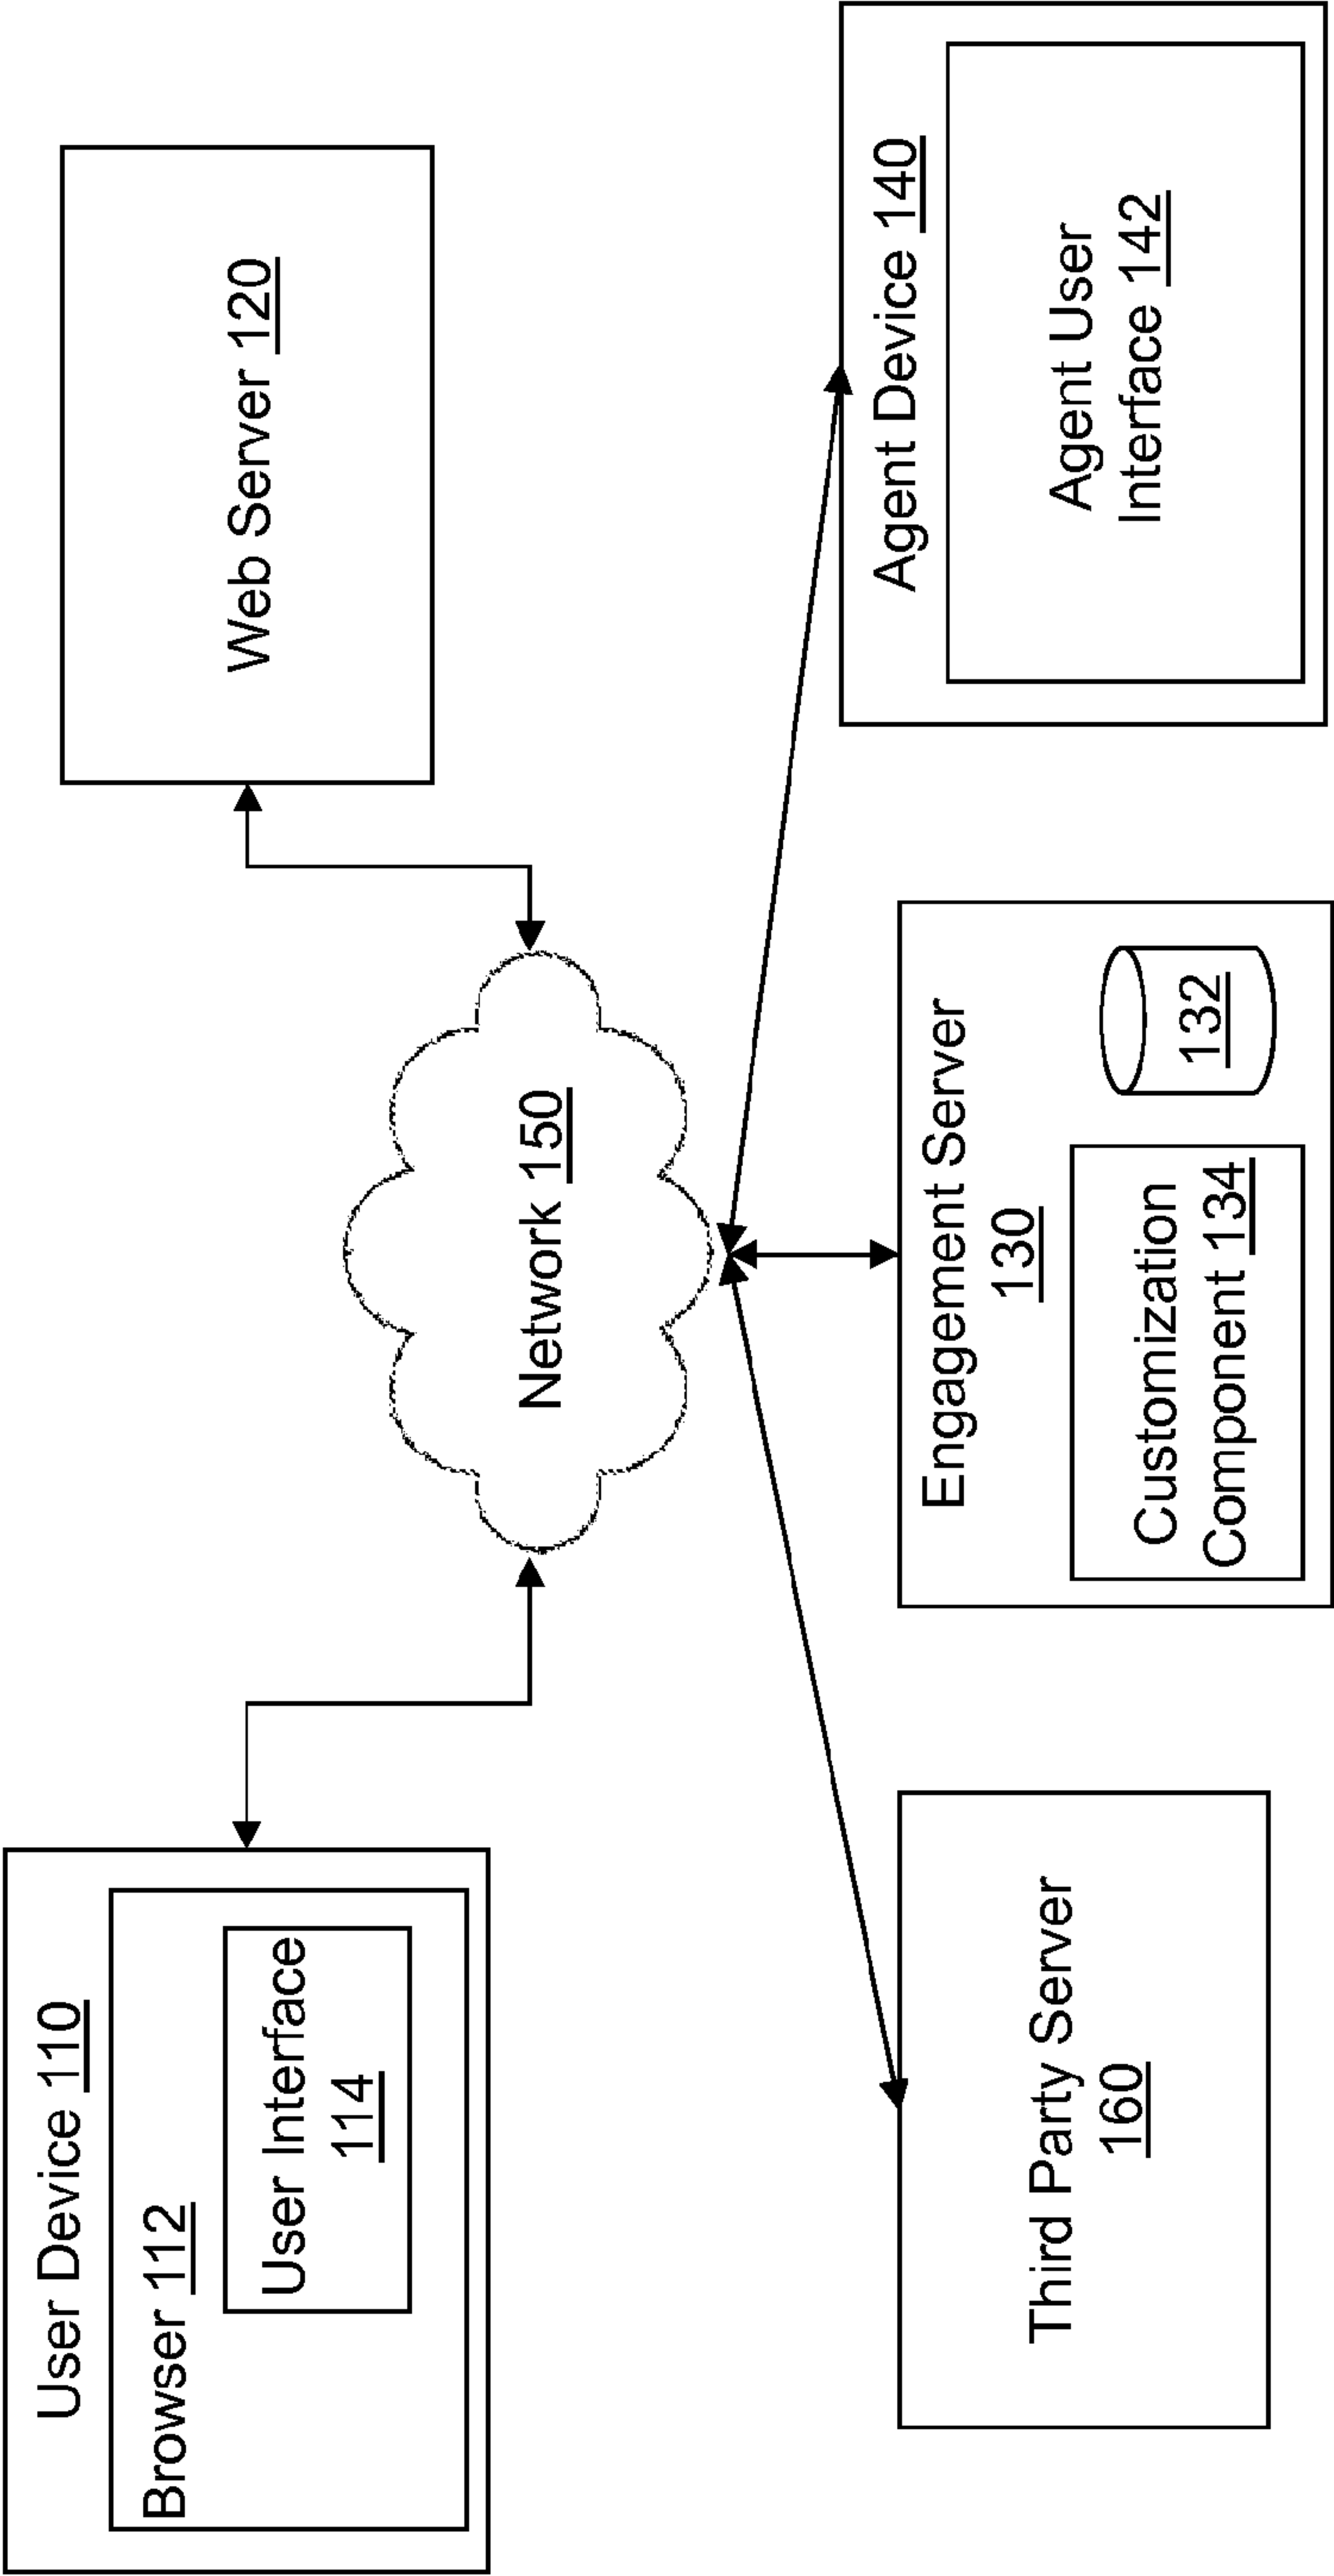 User Device 110
Browser 112
User Interface
114
Web Server 120
Network 150
Third Party Server
160
Engagement Server
130
Customization
Component 134
132
Agent Device 140
Agent User
Interface 142